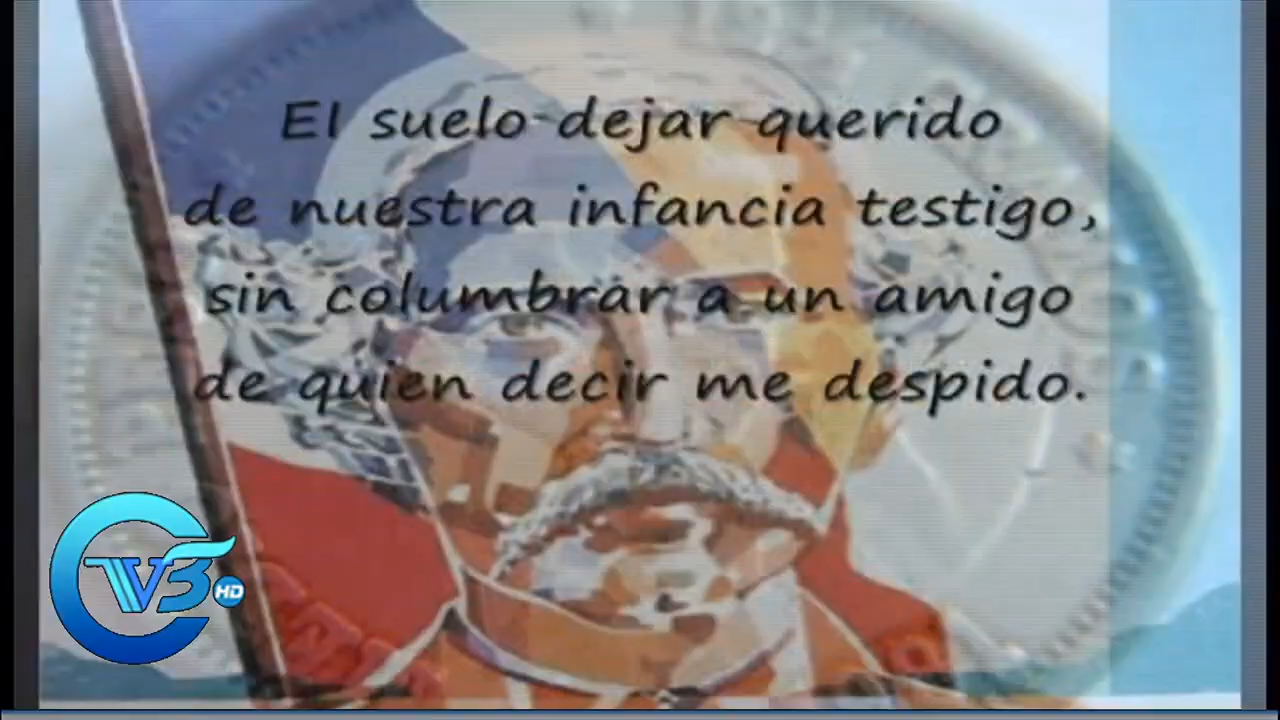 El suelo dejar querido
de nuestra infancia testigo,
sin columbrar a un amigo
de quien decir me despido.
TV3
HD